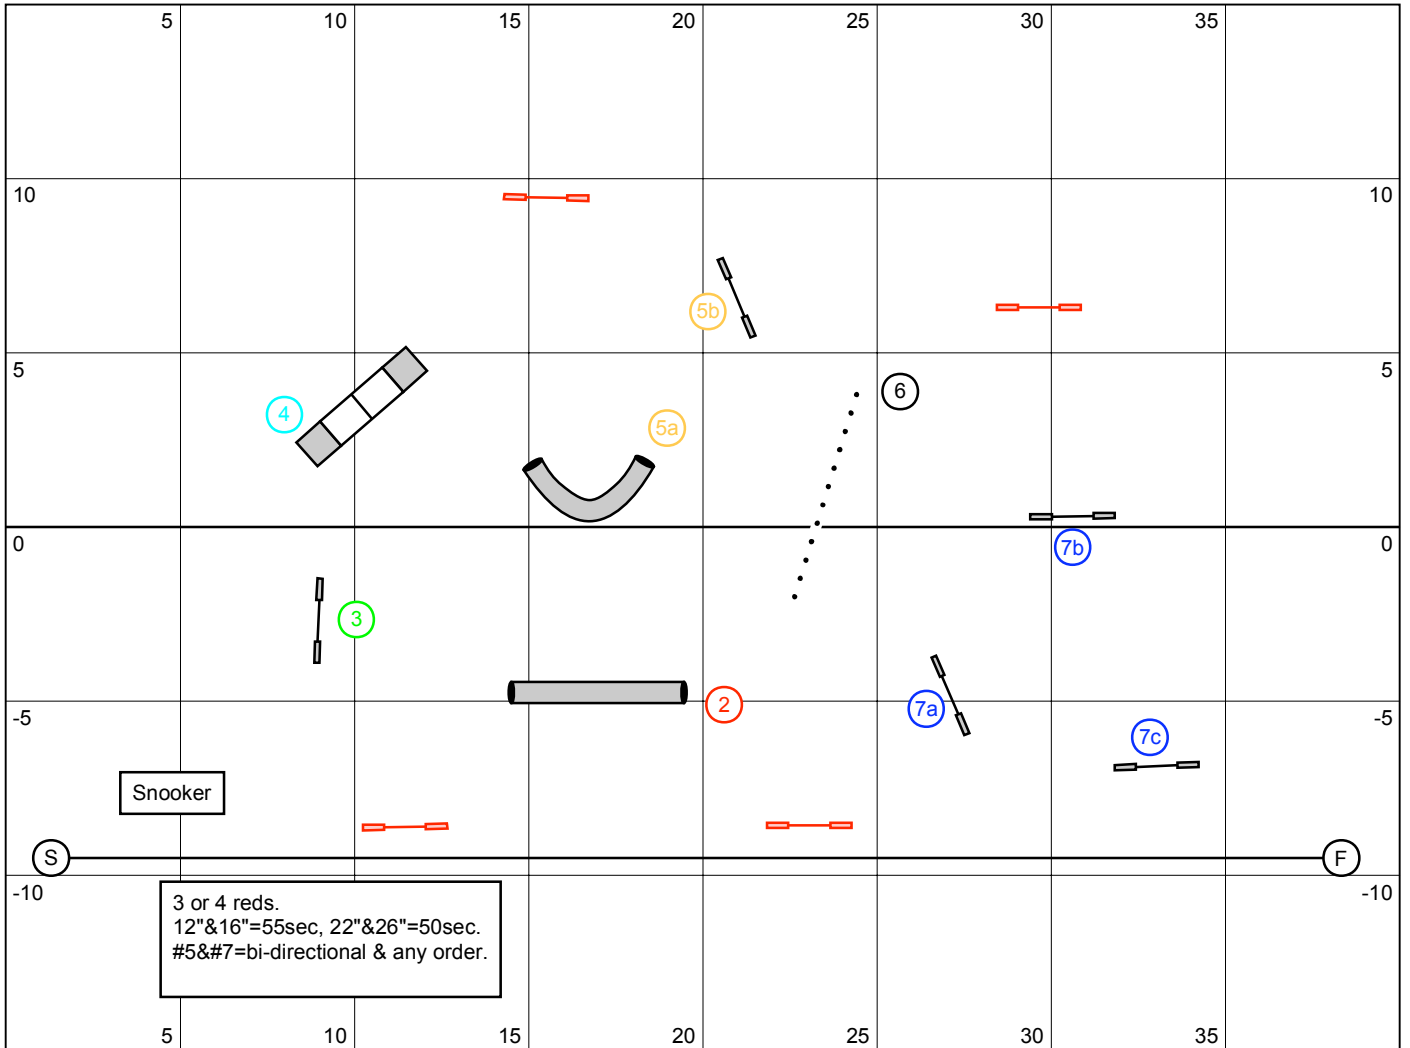 5 10 15 20 25 30 35
10 10
5b
5 5
6
4
5a
0 0
7b
3
-5 -5
2
7a
7c
Snooker
S F
-10 -10
3 or 4 reds.
12"&16"=55sec, 22"&26"=50sec.
#5&#7=bi-directional & any order.
5 10 15 20 25 30 35